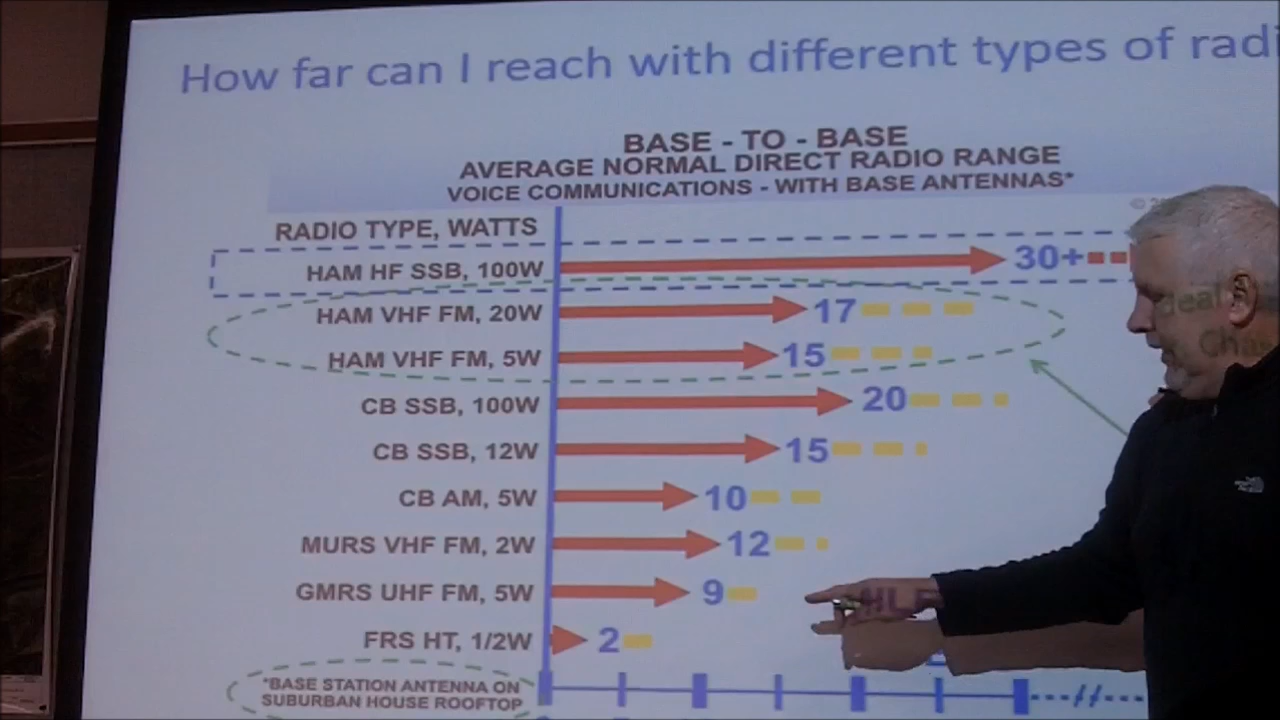 How far can I reach with different types of radi
BASE - TO - BASE
AVERAGE NORMAL DIRECT RADIO RANGE
VOICE COMMUNICATIONS - WITH BASE ANTENNAS*
RADIO TYPE, WATTS
HAM HF SSB, 100W 30+
HAM VHF FM, 20W 17
HAM VHF FM, 5W 15
CB SSB, 100W 20
CB SSB, 12W 15
CB AM, 5W 10
MURS VHF FM, 2W 12
GMRS UHF FM, 5W 9
FRS HT, 1/2W 2
*BASE STATION ANTENNA ON
SUBURBAN HOUSE ROOFTOP